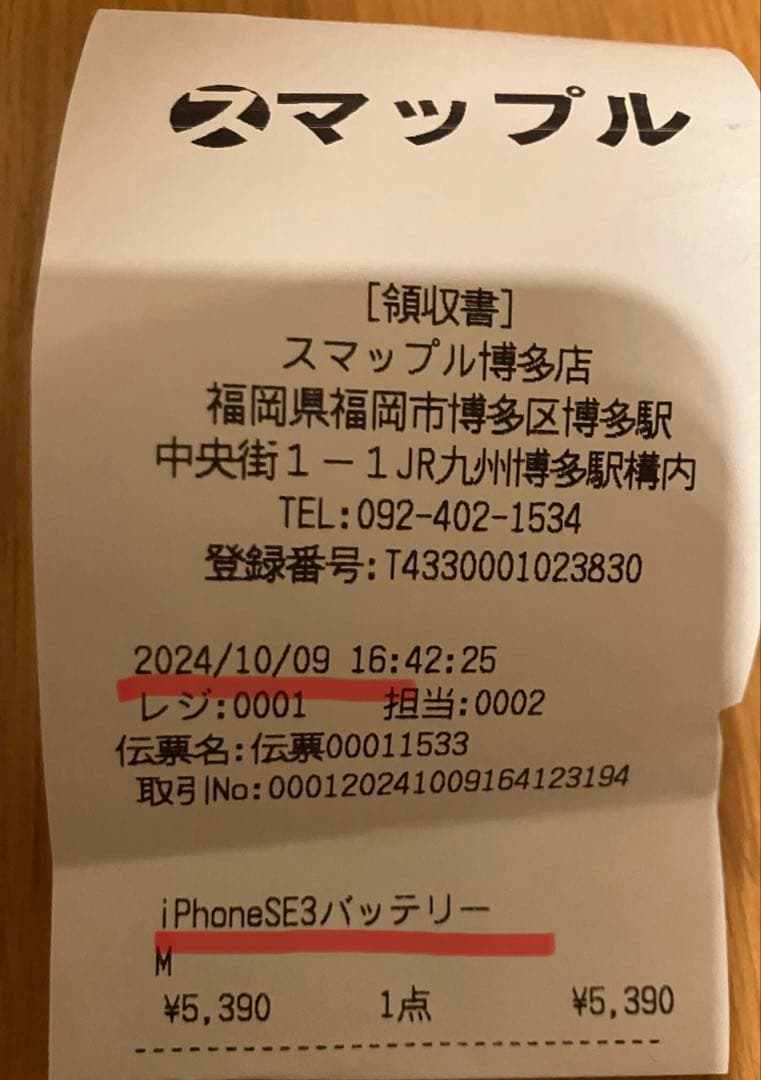 スマップル
[領収書]
スマップル博多店
福岡県福岡市博多区博多駅
中央街１－１JR九州博多駅構内
TEL:092-402-1534
登録番号:T4330001023830
2024/10/09 16:42:25
レジ:0001 担当:0002
伝票名:伝票00011533
取引No:000120241009164123194
iPhoneSE3バッテリー
M
¥5,390 1点 ¥5,390